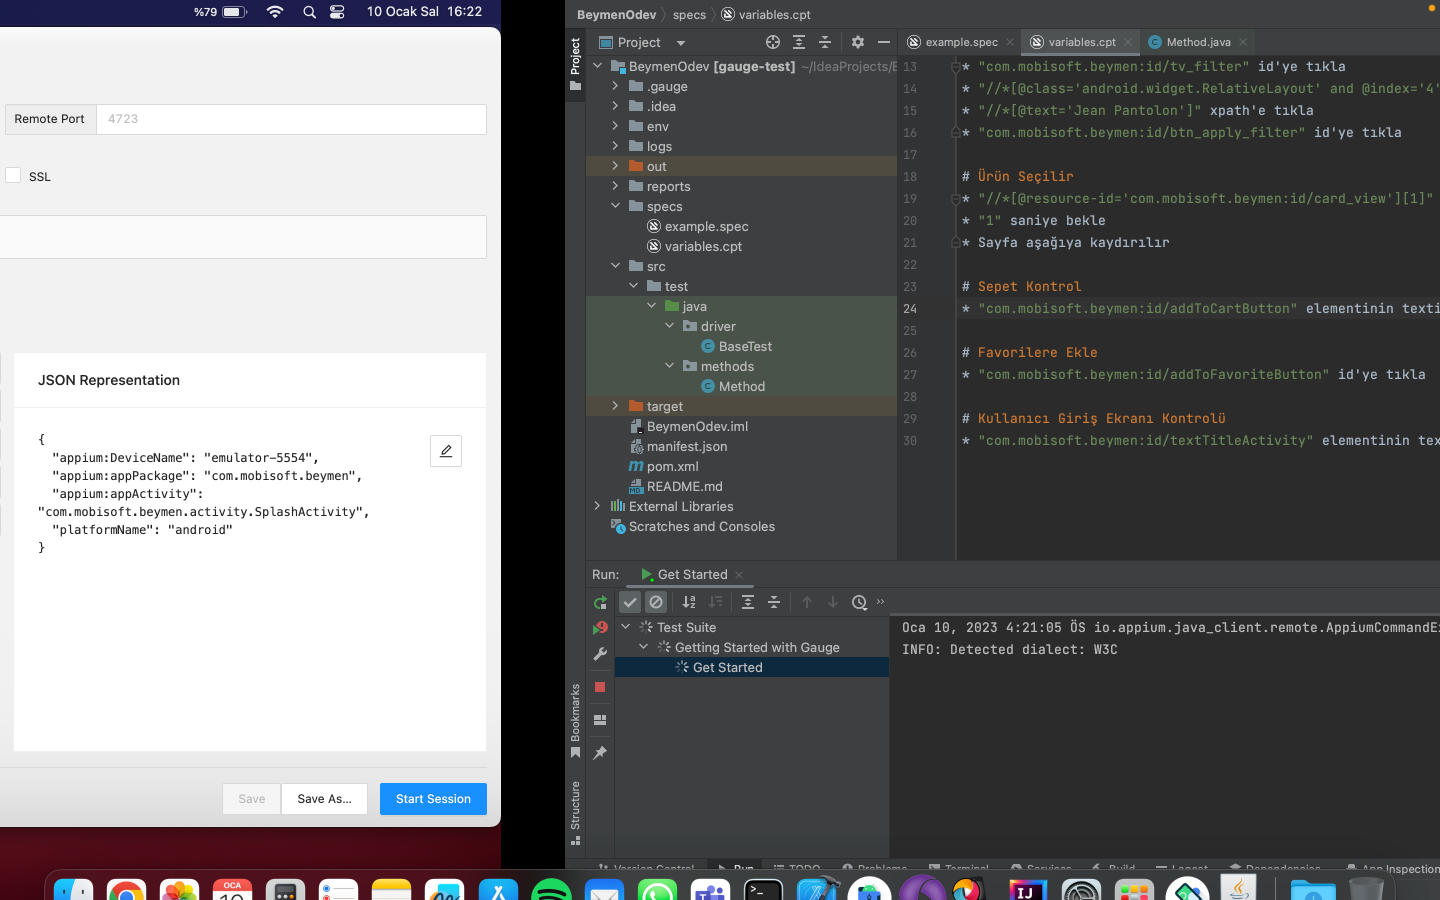 %79
10 Ocak Sal 16:22
Remote Port
4723
SSL
JSON Representation
{
"appium:DeviceName": "emulator-5554",
"appium:appPackage": "com.mobisoft.beymen",
"appium:appActivity":
"com.mobisoft.beymen.activity.SplashActivity",
"platformName": "android"
}
Save
Save As...
Start Session
BeymenOdev
specs
variables.cpt
Project
Project
example.spec
variables.cpt
Method.java
BeymenOdev [gauge-test] ~/IdeaProjects/B
.gauge
.idea
env
logs
out
reports
specs
example.spec
variables.cpt
src
test
java
driver
BaseTest
methods
Method
target
BeymenOdev.iml
manifest.json
pom.xml
README.md
External Libraries
Scratches and Consoles
13 * "com.mobisoft.beymen:id/tv_filter" id'ye tıkla
14 * "//*[@class='android.widget.RelativeLayout' and @index='4'
15 * "//*[@text='Jean Pantolon']" xpath'e tıkla
16 * "com.mobisoft.beymen:id/btn_apply_filter" id'ye tıkla
17
18 # Ürün Seçilir
19 * "//*[@resource-id='com.mobisoft.beymen:id/card_view'][1]"
20 * "1" saniye bekle
21 * Sayfa aşağıya kaydırılır
22
23 # Sepet Kontrol
24 * "com.mobisoft.beymen:id/addToCartButton" elementinin texti
25
26 # Favorilere Ekle
27 * "com.mobisoft.beymen:id/addToFavoriteButton" id'ye tıkla
28
29 # Kullanıcı Giriş Ekranı Kontrolü
30 * "com.mobisoft.beymen:id/textTitleActivity" elementinin tex
Run:
Get Started
Test Suite
Getting Started with Gauge
Get Started
Oca 10, 2023 4:21:05 ÖS io.appium.java_client.remote.AppiumCommandEx
INFO: Detected dialect: W3C
Bookmarks
Structure
Version Control
Run
TODO
Problems
Terminal
Services
Build
Logcat
Dependencies
App Inspection
OCA